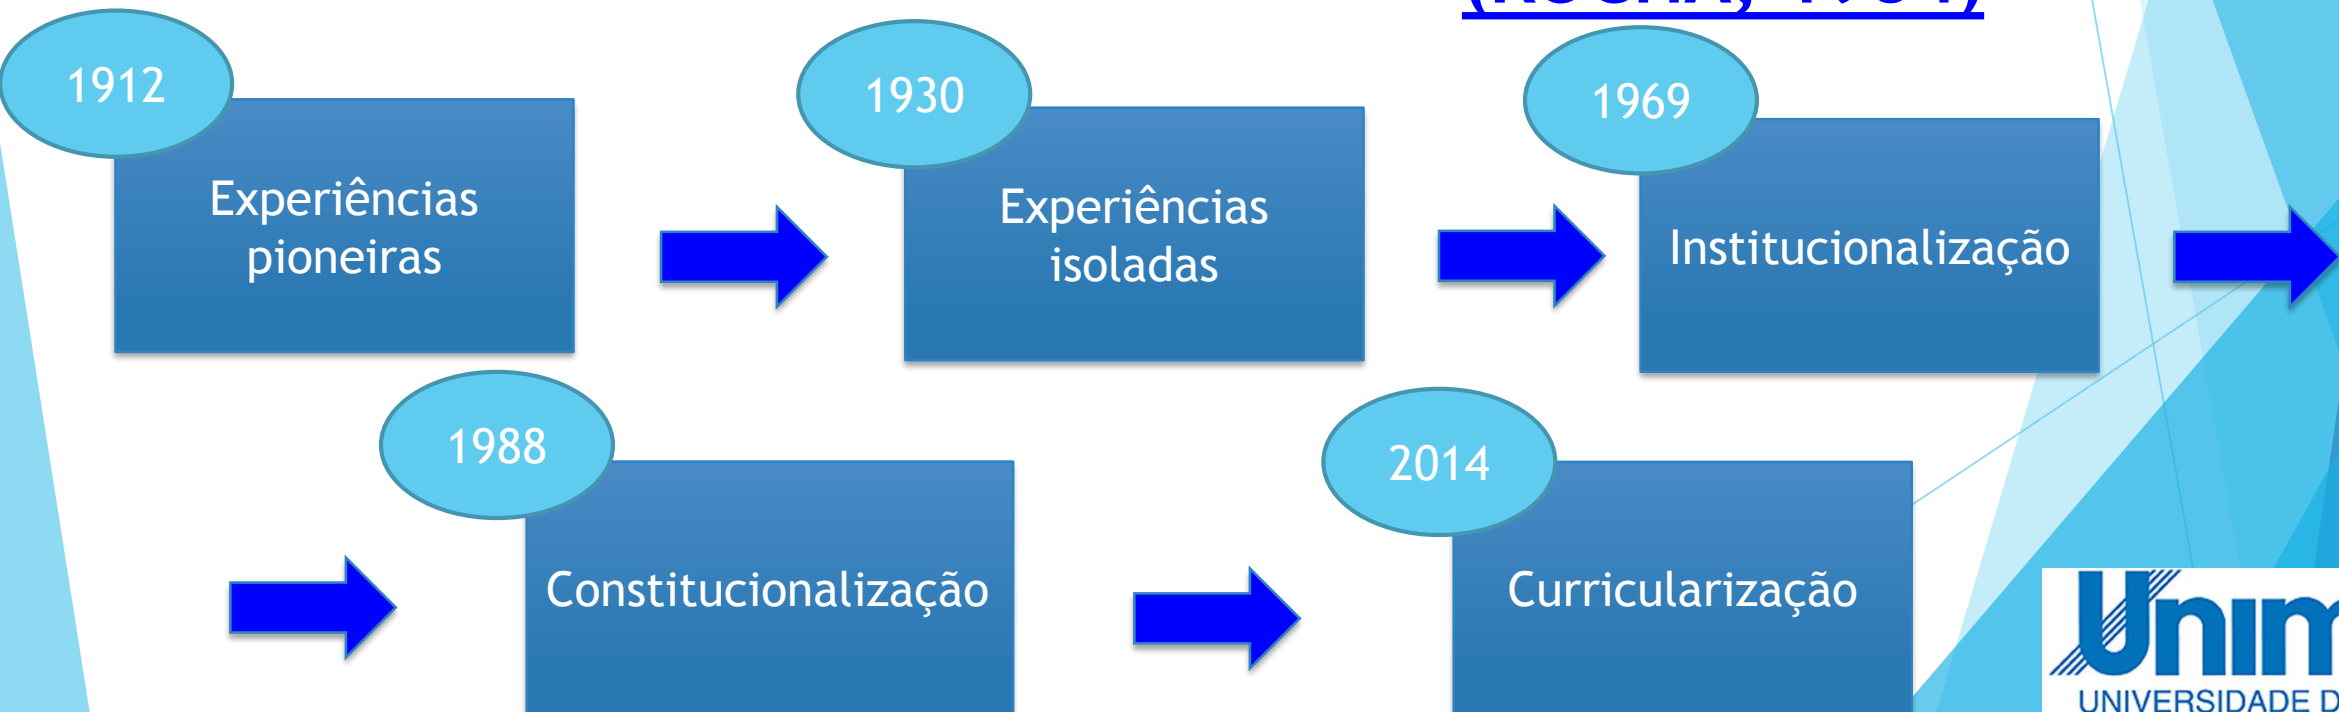 1912
Experiências
pioneiras
1930
Experiências
isoladas
1969
Institucionalização
1988
Constitucionalização
2014
Curricularização
UNIVERSIDADE D